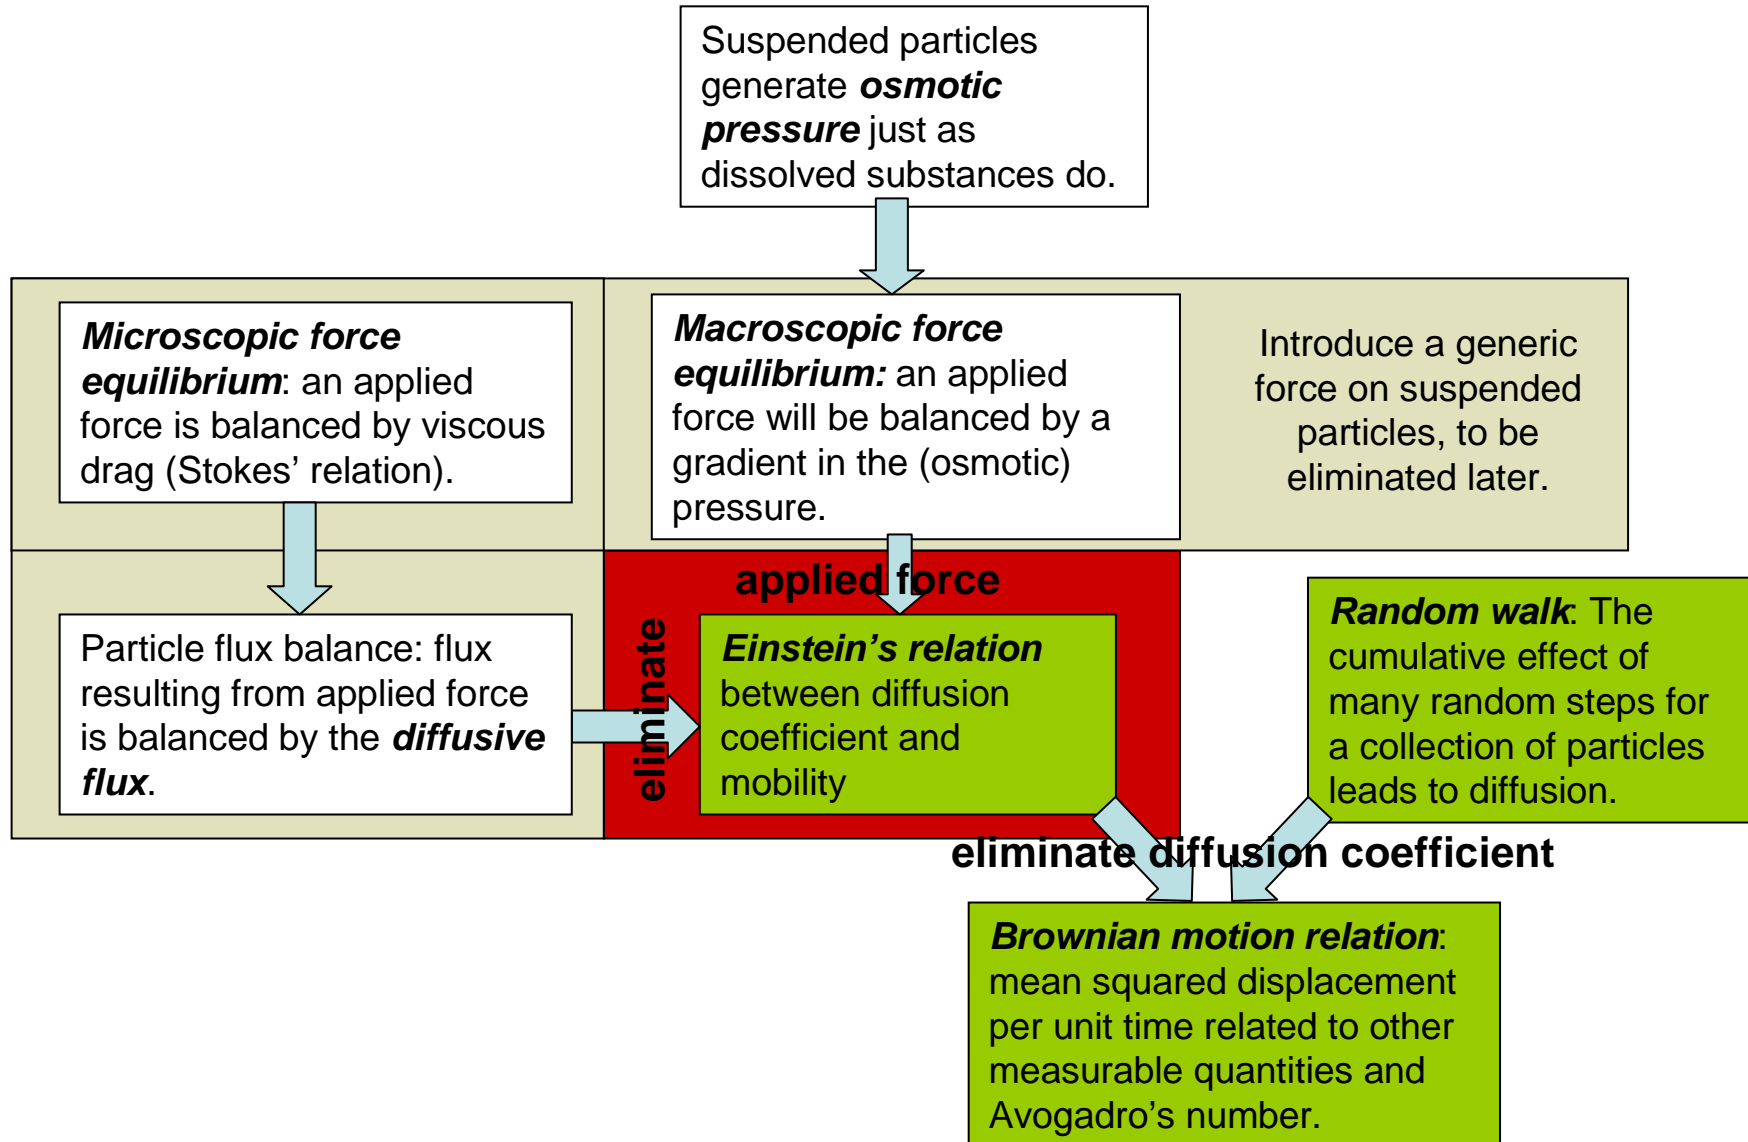 Suspended particles
generate osmotic
pressure just as
dissolved substances do.
Microscopic force
equilibrium: an applied
force is balanced by viscous
drag (Stokes’ relation).
Macroscopic force
equilibrium: an applied
force will be balanced by a
gradient in the (osmotic)
pressure.
Introduce a generic
force on suspended
particles, to be
eliminated later.
Particle flux balance: flux
resulting from applied force
is balanced by the diffusive
flux.
eliminate
applied force
Einstein’s relation
between diffusion
coefficient and
mobility
Random walk: The
cumulative effect of
many random steps for
a collection of particles
leads to diffusion.
eliminate diffusion coefficient
Brownian motion relation:
mean squared displacement
per unit time related to other
measurable quantities and
Avogadro’s number.